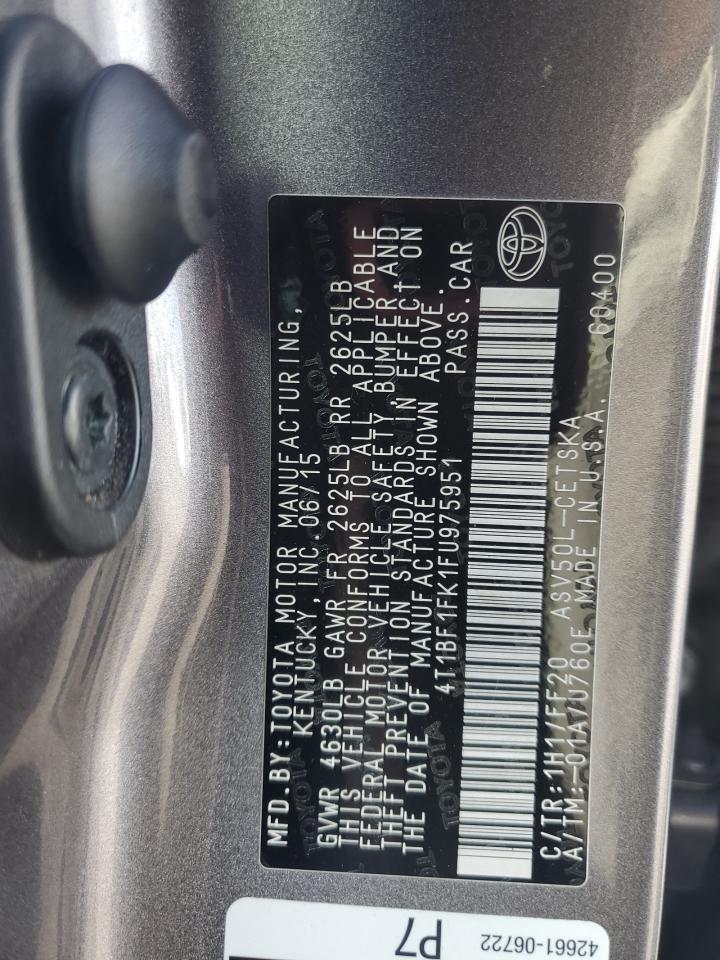 MFD.BY:TOYOTA MOTOR MANUFACTURING,
KENTUCKY, INC. 06/15
GVWR 4630LB GAWR FR 2625LB RR 2625LB
THIS VEHICLE CONFORMS TO ALL APPLICABLE
FEDERAL MOTOR VEHICLE SAFETY, BUMPER, AND
THEFT PREVENTION STANDARDS IN EFFECT ON
THE DATE OF MANUFACTURE SHOWN ABOVE.
4T1BF1FK1FU975951 PASS.CAR
C/TR:1H1/FF20 ASV50L-CETSKA
A/TM:-01A/U760E MADE IN U.S.A. 60400
P7
42661-06722